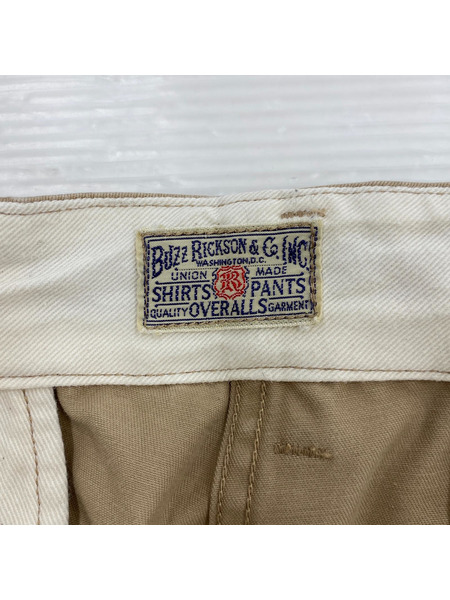 BUZZ RICKSON & CO. INC
WASHINGTON, D.C.
UNION R MADE
SHIRTS PANTS
QUALITY OVERALLS GARMENT